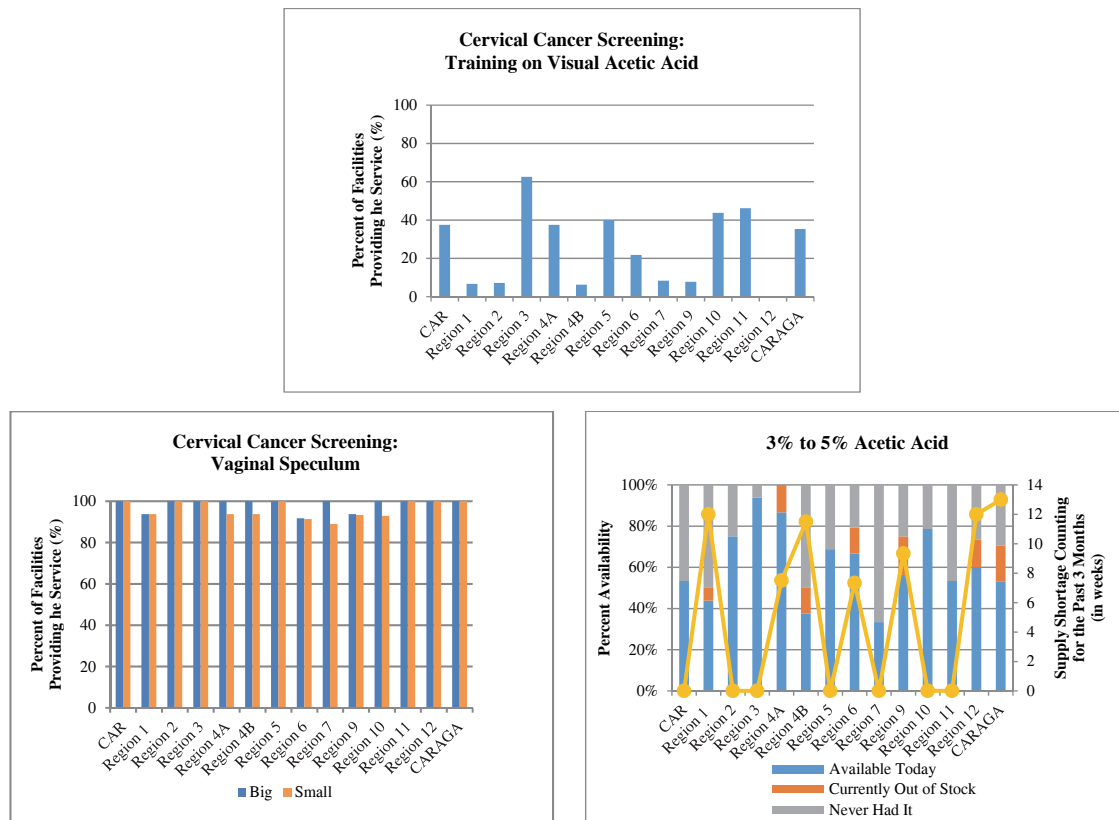 Cervical Cancer Screening:
Training on Visual Acetic Acid
Percent of Facilities
Providing he Service (%)
100
80
60
40
20
0
CAR
Region 1
Region 2
Region 3
Region 4A
Region 4B
Region 5
Region 6
Region 7
Region 9
Region 10
Region 11
Region 12
CARAGA
Cervical Cancer Screening:
Vaginal Speculum
Percent of Facilities
Providing he Service (%)
100
80
60
40
20
0
CAR
Region 1
Region 2
Region 3
Region 4A
Region 4B
Region 5
Region 6
Region 7
Region 9
Region 10
Region 11
Region 12
CARAGA
Big Small
3% to 5% Acetic Acid
Percent Availability
100%
80%
60%
40%
20%
0%
14
12
10
8
6
4
2
0
Supply Shortage Counting
for the Past 3 Months
(in weeks)
CAR
Region 1
Region 2
Region 3
Region 4A
Region 4B
Region 5
Region 6
Region 7
Region 9
Region 10
Region 11
Region 12
CARAGA
Available Today
Currently Out of Stock
Never Had It